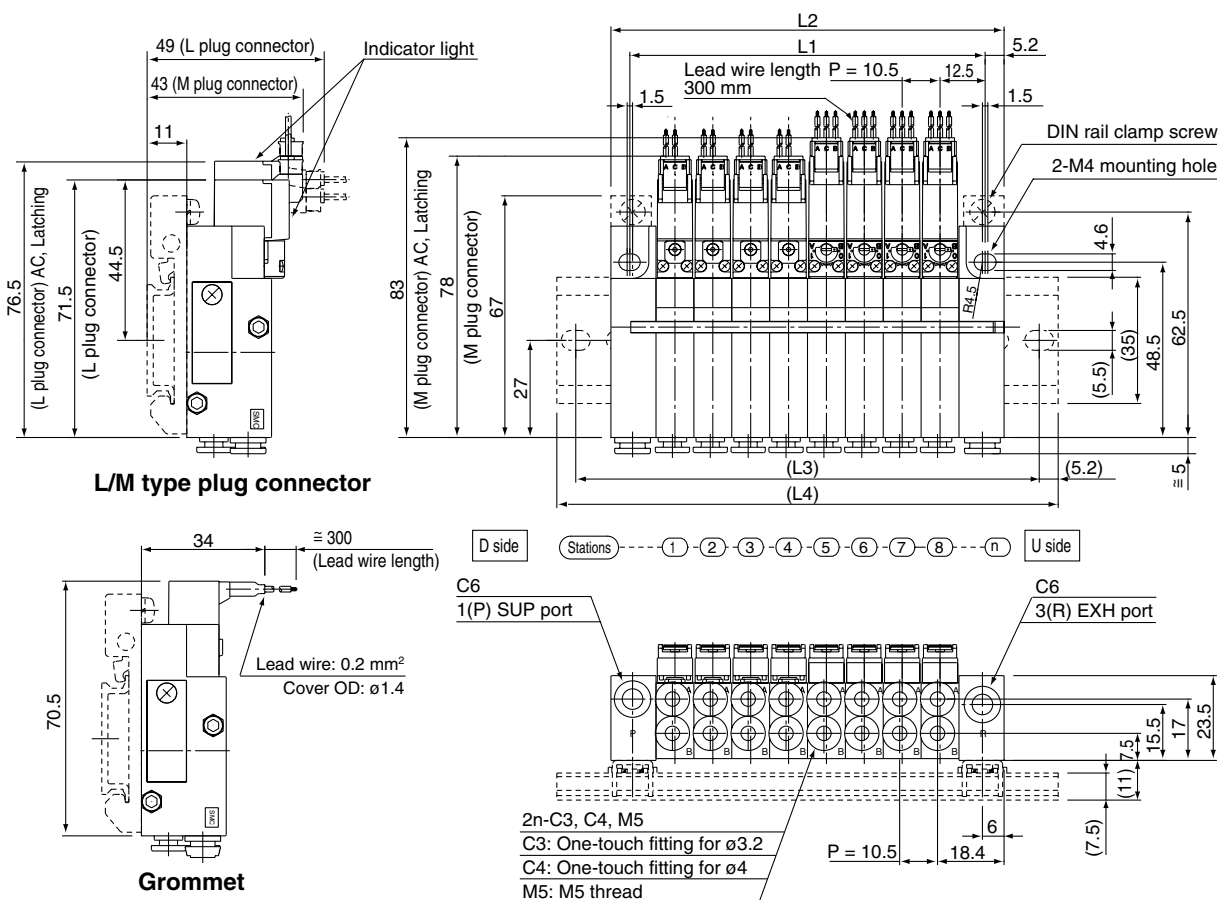 49 (L plug connector)
Indicator light
43 (M plug connector)
11
76.5
(L plug connector) AC, Latching
71.5
(L plug connector)
44.5
SMC
L/M type plug connector
L2
L1
5.2
Lead wire length
300 mm
P = 10.5
12.5
1.5
1.5
DIN rail clamp screw
2-M4 mounting hole
A C B
A C B
A C B
A C B
A C B
A C B
A C B
A C B
83
(M plug connector) AC, Latching
78
(M plug connector)
67
27
4.6
R4.5
(5.5)
(35)
48.5
62.5
≅ 5
(L3)
(5.2)
(L4)
34
≅ 300
(Lead wire length)
70.5
Lead wire: 0.2 mm²
Cover OD: ø1.4
SMC
Grommet
D side
Stations
1
2
3
4
5
6
7
8
n
U side
C6
1(P) SUP port
C6
3(R) EXH port
A A A A A A A A
P
R
B B B B B B B B
7.5
15.5
17
23.5
(11)
(7.5)
6
P = 10.5
18.4
2n-C3, C4, M5
C3: One-touch fitting for ø3.2
C4: One-touch fitting for ø4
M5: M5 thread